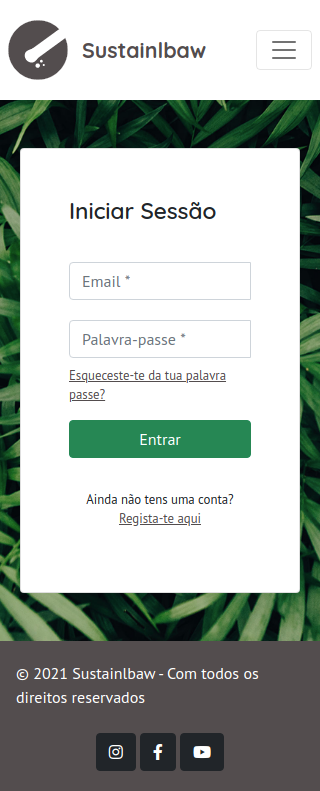 Sustainlbaw
Iniciar Sessão
Email *
Palavra-passe *
Esqueceste-te da tua palavra
passe?
Entrar
Ainda não tens uma conta?
Regista-te aqui
© 2021 Sustainlbaw - Com todos os
direitos reservados